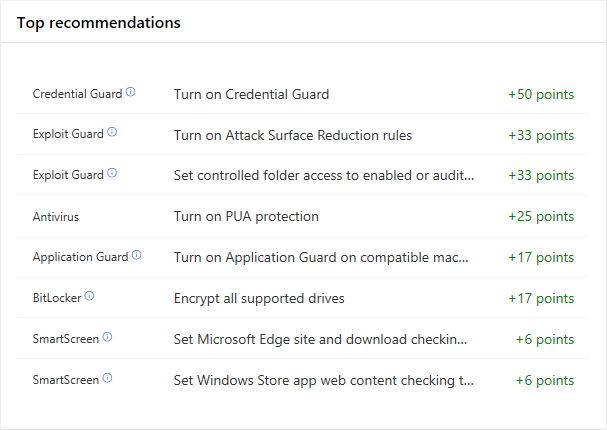 Top recommendations
Credential Guard Turn on Credential Guard +50 points
Exploit Guard Turn on Attack Surface Reduction rules +33 points
Exploit Guard Set controlled folder access to enabled or audit... +33 points
Antivirus Turn on PUA protection +25 points
Application Guard Turn on Application Guard on compatible mac... +17 points
BitLocker Encrypt all supported drives +17 points
SmartScreen Set Microsoft Edge site and download checkin... +6 points
SmartScreen Set Windows Store app web content checking t... +6 points